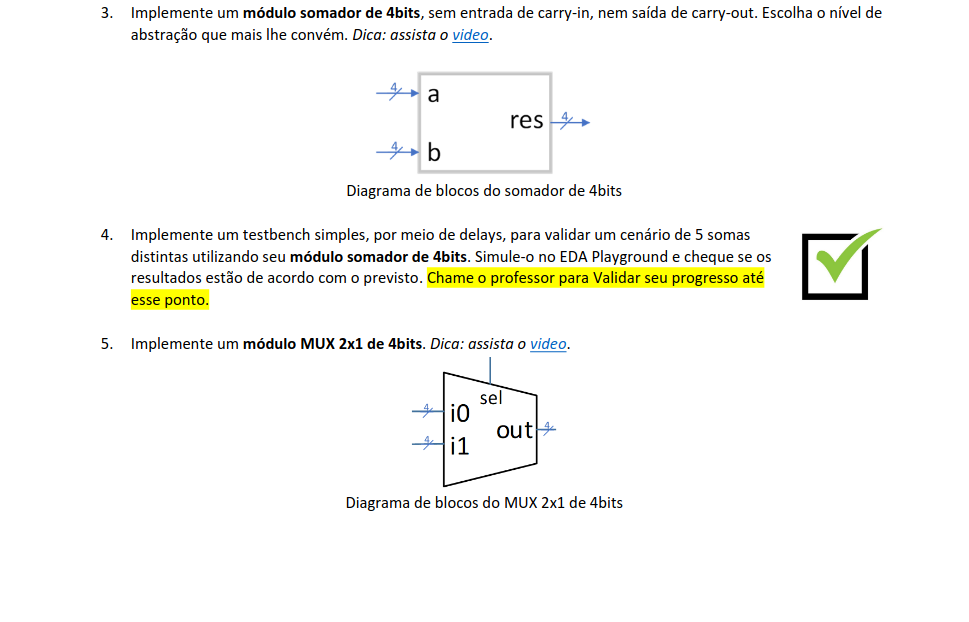 3. Implemente um módulo somador de 4bits, sem entrada de carry-in, nem saída de carry-out. Escolha o nível de
abstração que mais lhe convém. Dica: assista o video.
4
a
res
4
4
b
Diagrama de blocos do somador de 4bits
4. Implemente um testbench simples, por meio de delays, para validar um cenário de 5 somas
distintas utilizando seu módulo somador de 4bits. Simule-o no EDA Playground e cheque se os
resultados estão de acordo com o previsto. Chame o professor para Validar seu progresso até
esse ponto.
5. Implemente um módulo MUX 2x1 de 4bits. Dica: assista o video.
sel
4
i0
out
4
4
i1
Diagrama de blocos do MUX 2x1 de 4bits